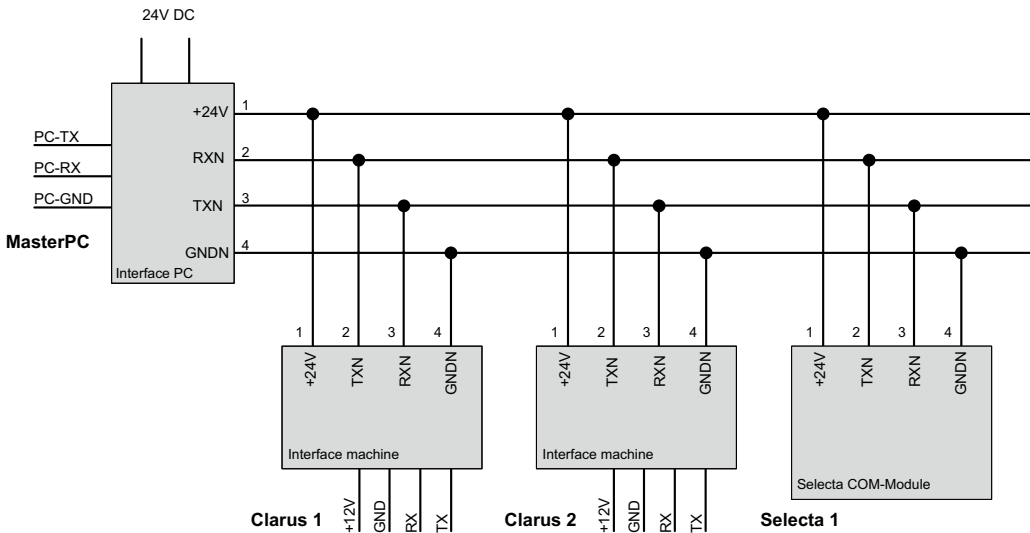 24V DC
+24V 1
PC-TX
RXN 2
PC-RX
PC-GND
TXN 3
MasterPC
GNDN 4
Interface PC
1 2 3 4
+24V TXN RXN GNDN
Interface machine
+12V GND RX TX
Clarus 1
1 2 3 4
+24V TXN RXN GNDN
Interface machine
+12V GND RX TX
Clarus 2
1 2 3 4
+24V TXN RXN GNDN
Selecta COM-Module
Selecta 1